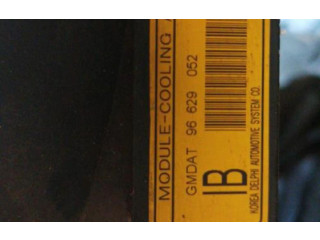 MODULE-COOLING
GMDAT 96 629 052
IB
KOREA DELPHI AUTOMOTIVE SYSTEM CO.